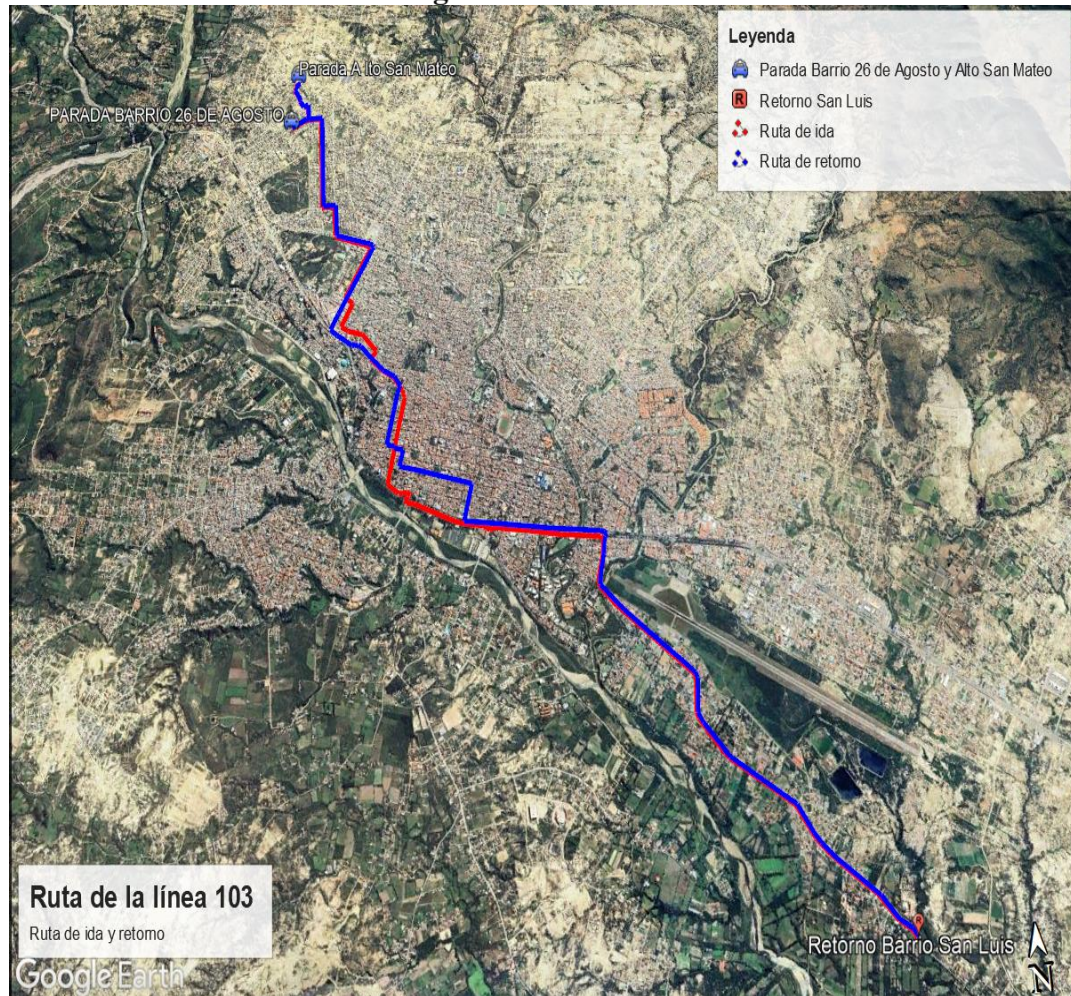 Leyenda
Parada Barrio 26 de Agosto y Alto San Mateo
R Retorno San Luis
Ruta de ida
Ruta de retorno
Parada A lto San Mateo
PARADA BARRIO 26 DE AGOSTO
R
Retorno Barrio San Luis
N
Ruta de la línea 103
Ruta de ida y retorno
Google Earth